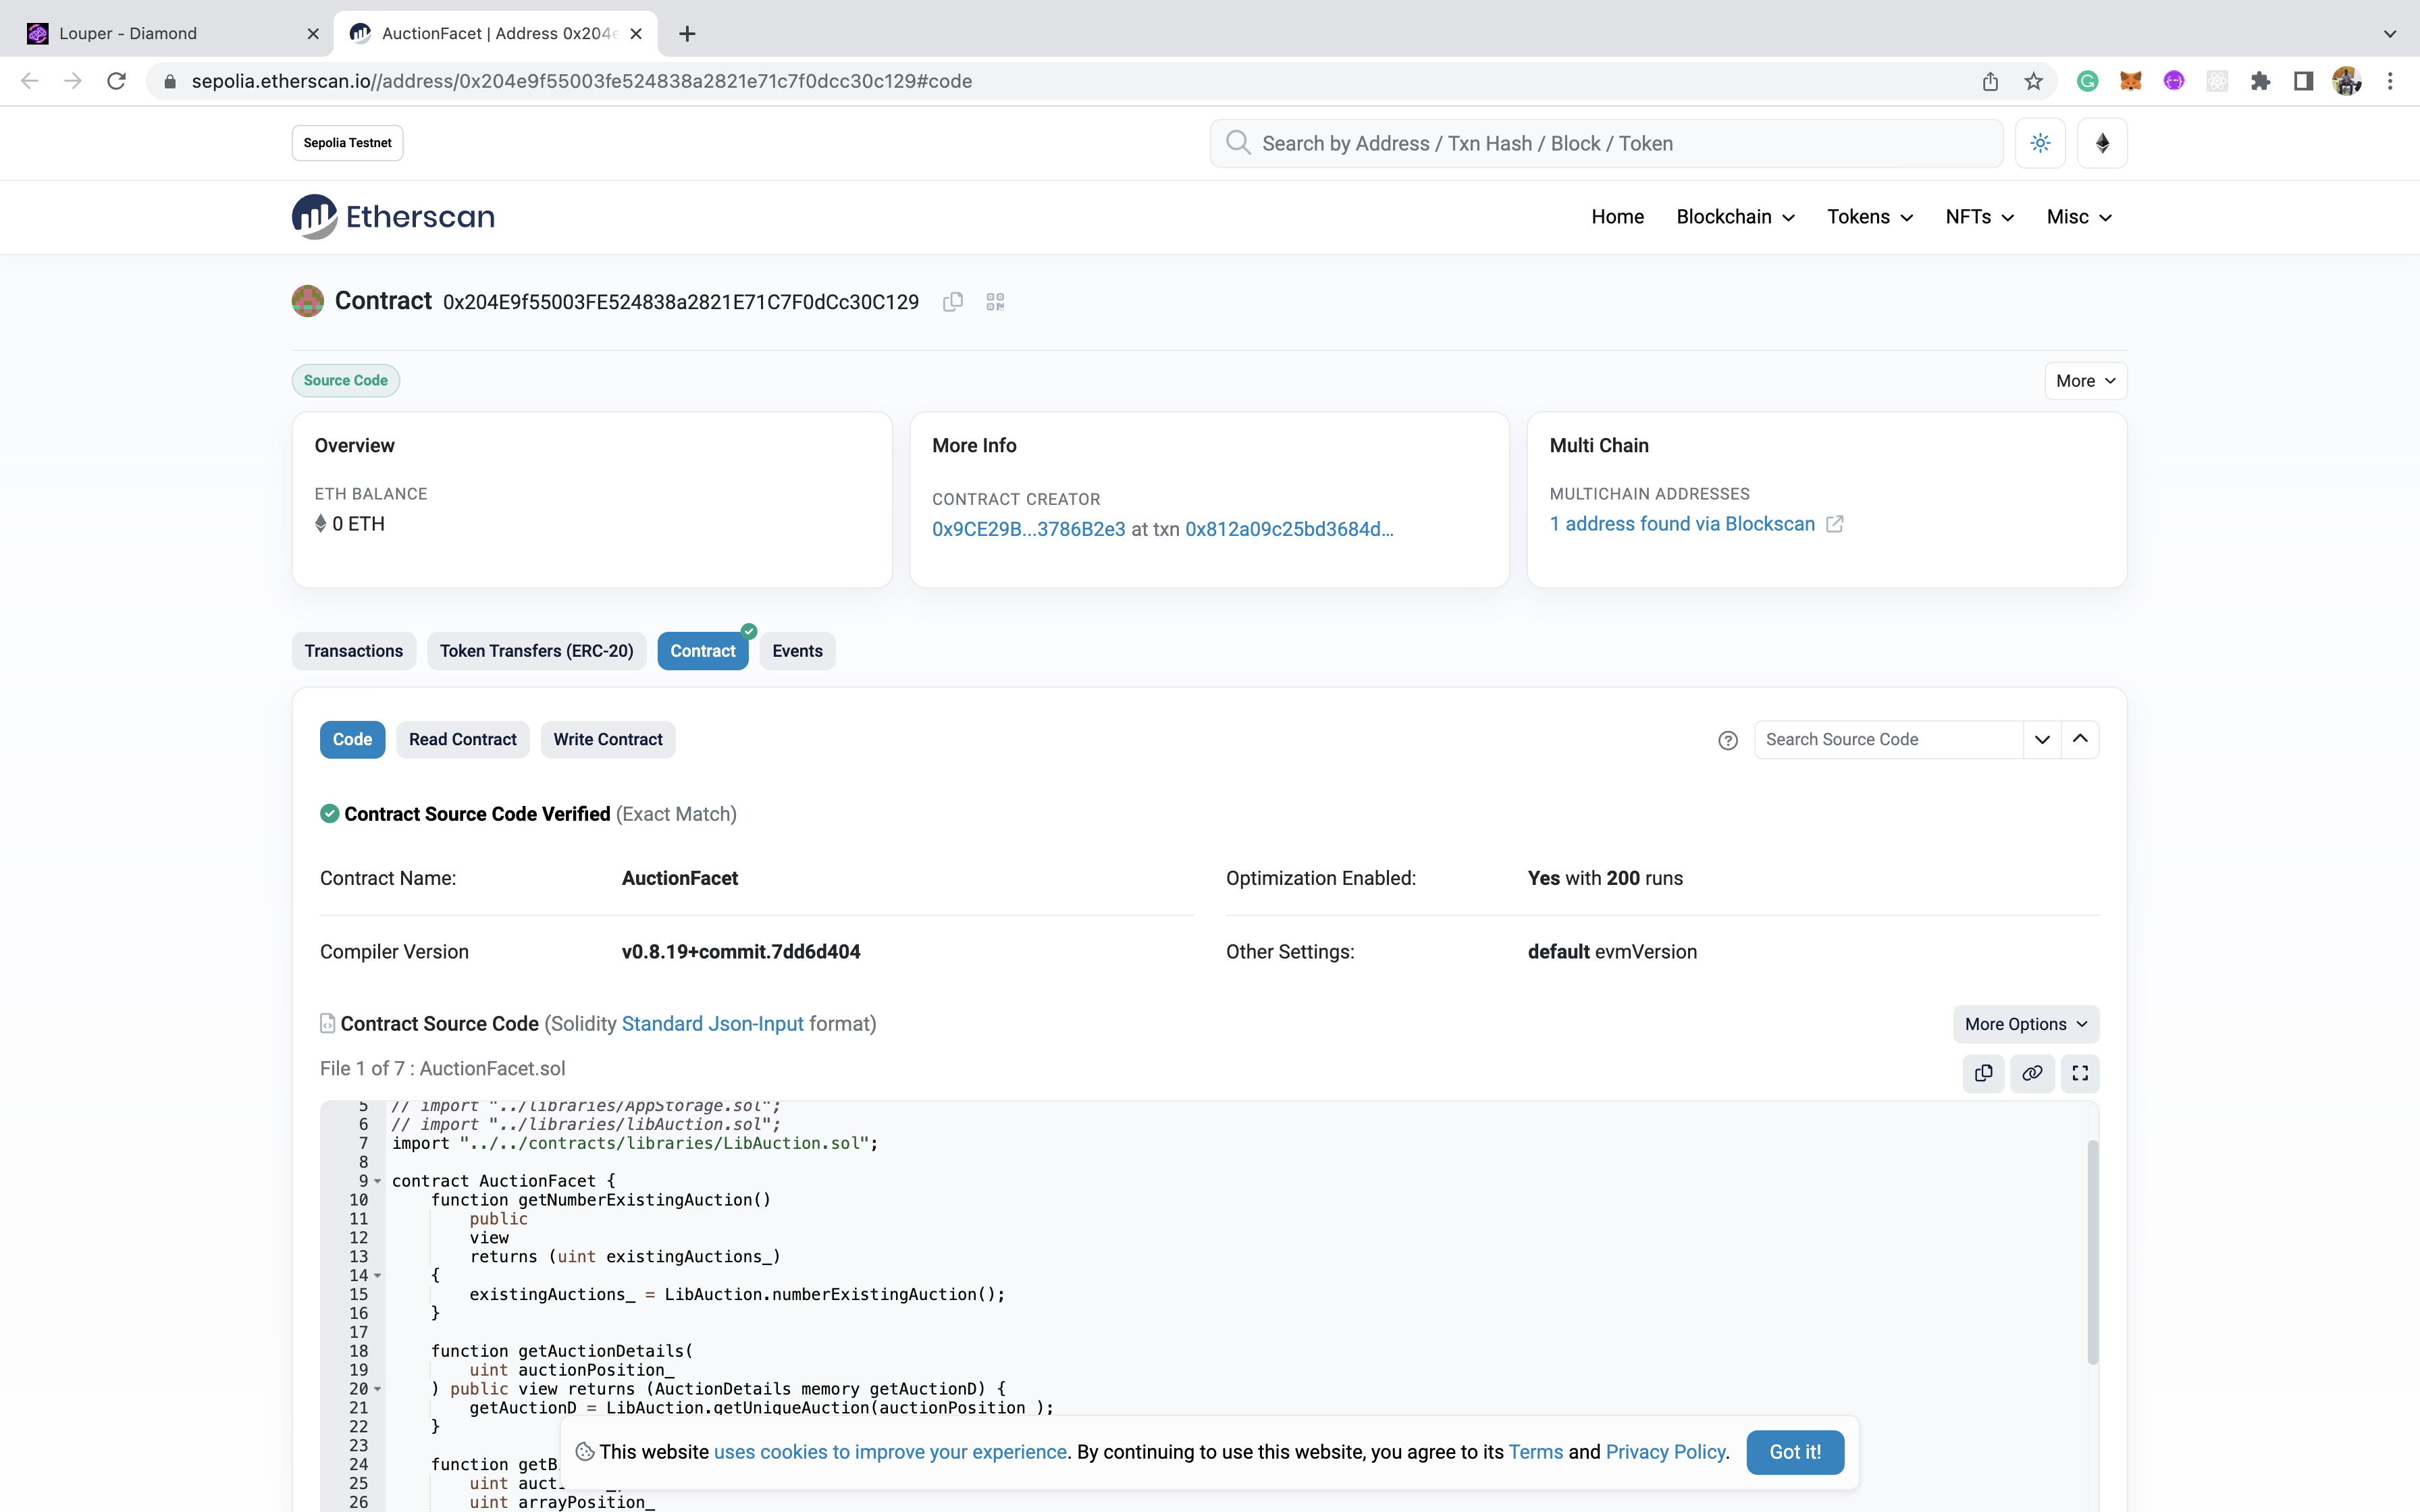 Louper - Diamond
AuctionFacet | Address 0x204e
sepolia.etherscan.io//address/0x204e9f55003fe524838a2821e71c7f0dcc30c129#code
Sepolia Testnet
Search by Address / Txn Hash / Block / Token
Etherscan
Home Blockchain Tokens NFTs Misc
Contract 0x204E9f55003FE524838a2821E71C7F0dCc30C129
Source Code
More
Overview
ETH BALANCE
0 ETH
More Info
CONTRACT CREATOR
0x9CE29B...3786B2e3 at txn 0x812a09c25bd3684d...
Multi Chain
MULTICHAIN ADDRESSES
1 address found via Blockscan
Transactions Token Transfers (ERC-20) Contract Events
Code Read Contract Write Contract
Search Source Code
Contract Source Code Verified (Exact Match)
Contract Name: AuctionFacet
Optimization Enabled: Yes with 200 runs
Compiler Version v0.8.19+commit.7dd6d404
Other Settings: default evmVersion
Contract Source Code (Solidity Standard Json-Input format)
More Options
File 1 of 7 : AuctionFacet.sol
5 // import "../libraries/AppStorage.sol";
6 // import "../libraries/libAuction.sol";
7 import "../../contracts/libraries/LibAuction.sol";
8
9 contract AuctionFacet {
10 function getNumberExistingAuction()
11 public
12 view
13 returns (uint existingAuctions_)
14 {
15 existingAuctions_ = LibAuction.numberExistingAuction();
16 }
17
18 function getAuctionDetails(
19 uint auctionPosition_
20 ) public view returns (AuctionDetails memory getAuctionD) {
21 getAuctionD = LibAuction.getUniqueAuction(auctionPosition_);
22 }
23
24 function getB
25 uint auct
26 uint arrayPosition_
This website uses cookies to improve your experience. By continuing to use this website, you agree to its Terms and Privacy Policy.
Got it!